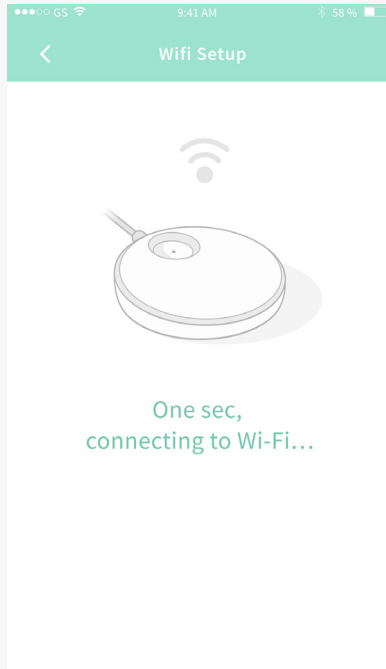 GS 9:41 AM 58 %
Wifi Setup
One sec,
connecting to Wi-Fi...